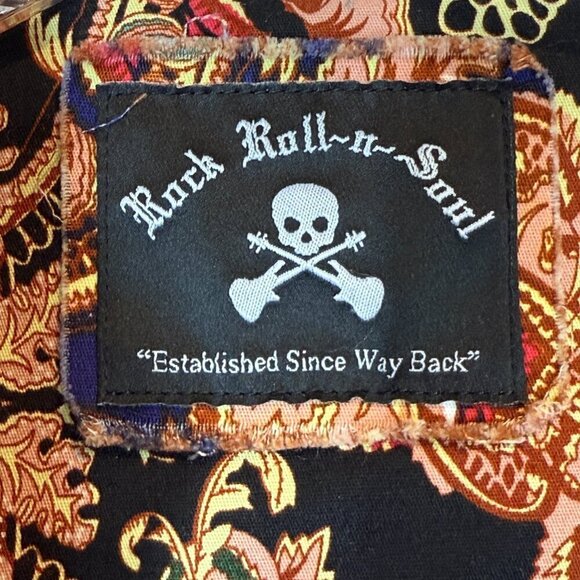 Rock Roll~n~Soul
"Established Since Way Back"